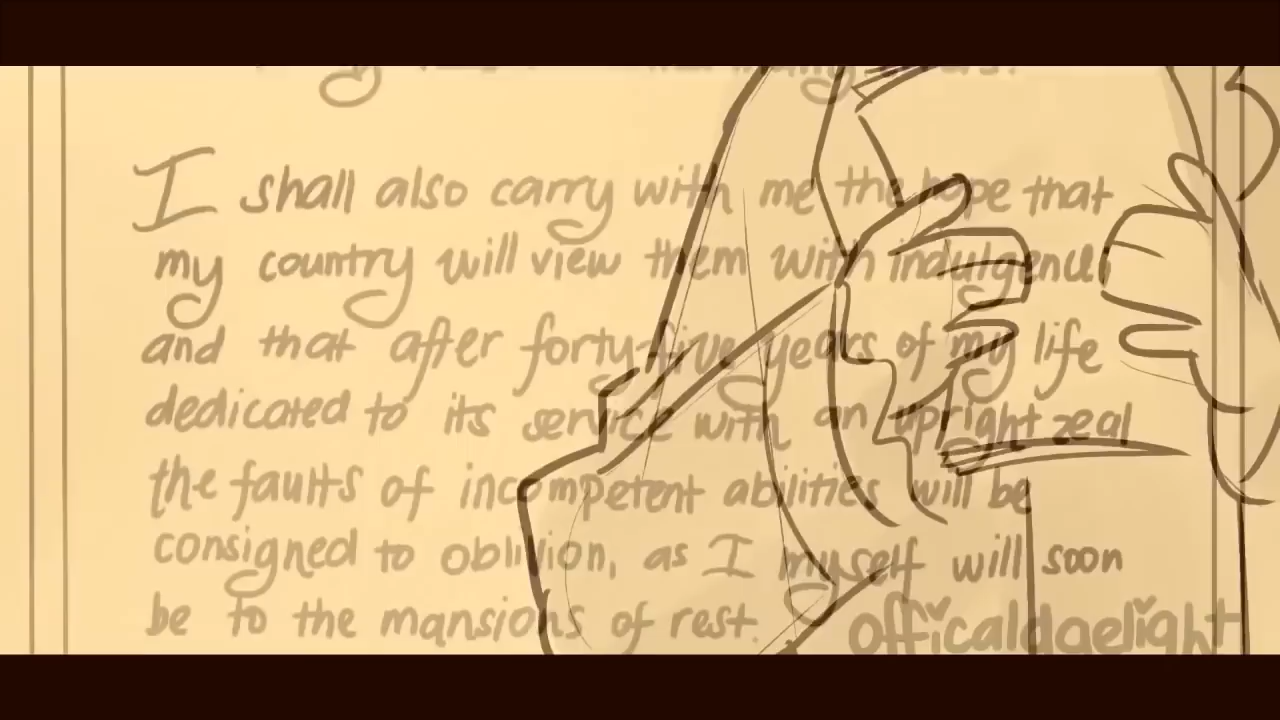 I shall also carry with me the hope that
my country will view them with indulgence
and that after forty-five years of my life
dedicated to its service with an upright zeal
the faults of incompetent abilities will be
consigned to oblivion, as I myself will soon
be to the mansions of rest.
officaldaelight